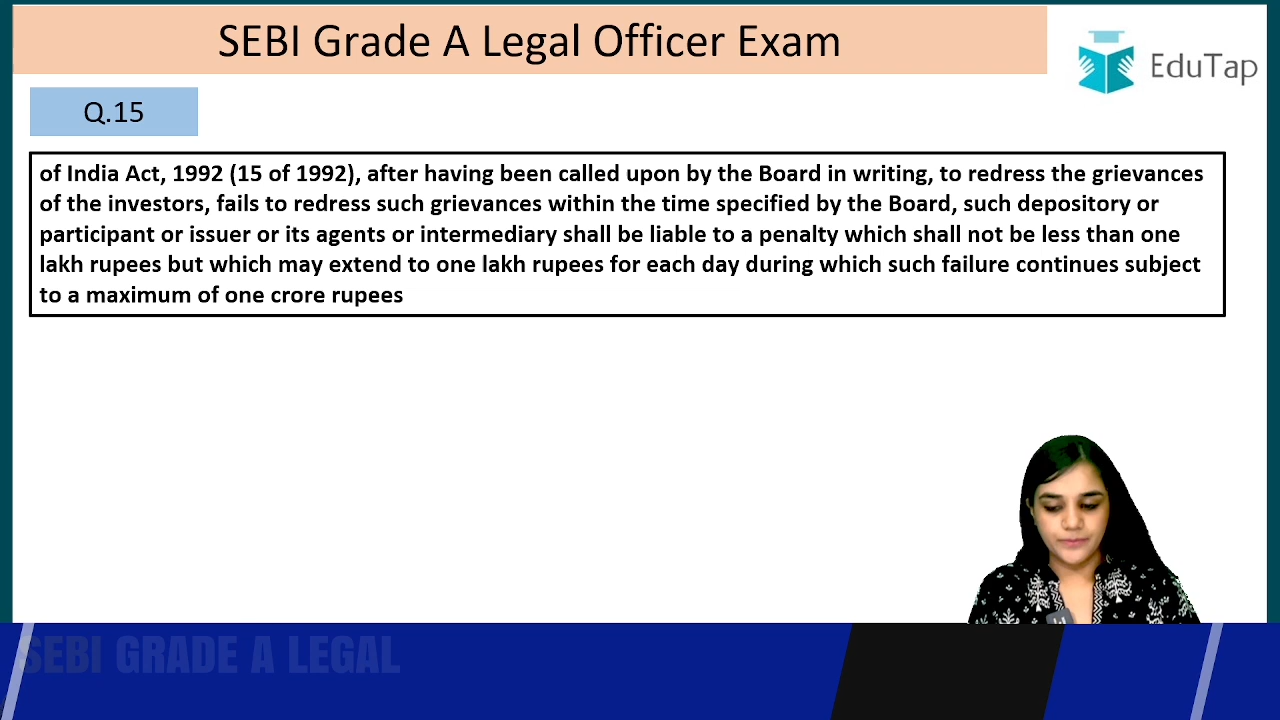 SEBI Grade A Legal Officer Exam
EduTap
Q.15
of India Act, 1992 (15 of 1992), after having been called upon by the Board in writing, to redress the grievances
of the investors, fails to redress such grievances within the time specified by the Board, such depository or
participant or issuer or its agents or intermediary shall be liable to a penalty which shall not be less than one
lakh rupees but which may extend to one lakh rupees for each day during which such failure continues subject
to a maximum of one crore rupees
SEBI GRADE A LEGAL